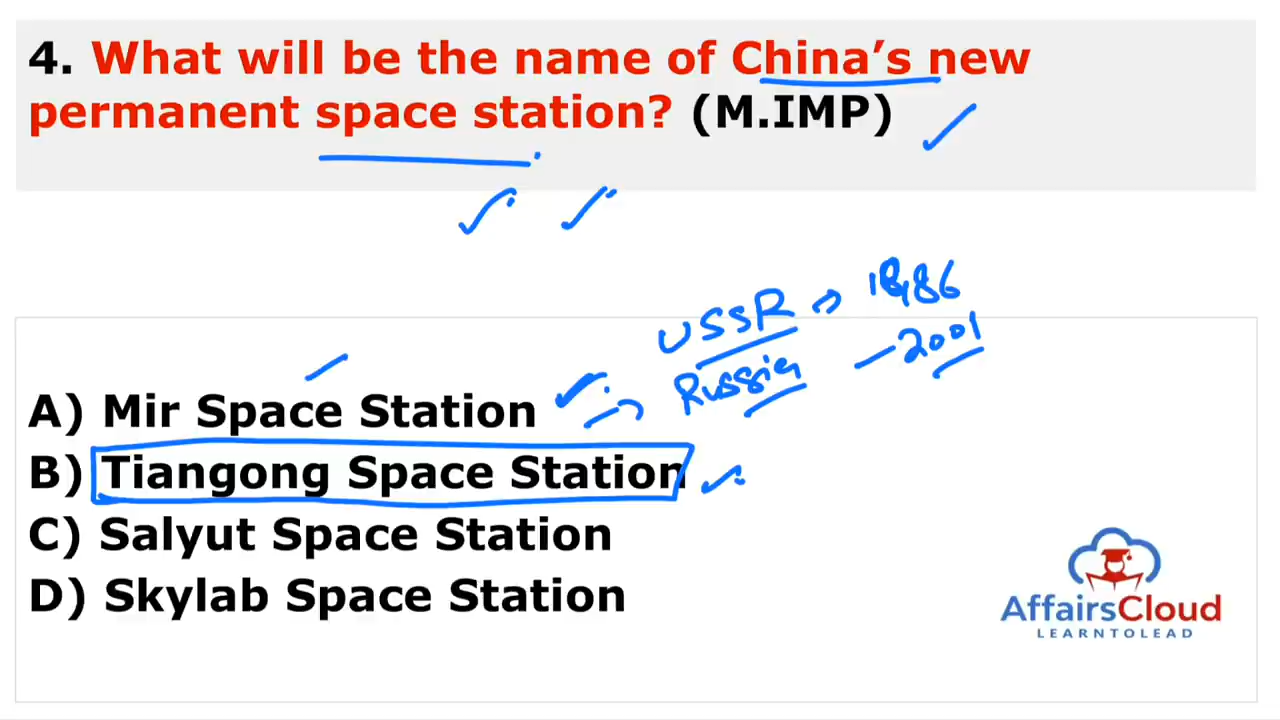 4. What will be the name of China's new
permanent space station? (M.IMP)
USSR → 1986
Russia - 2001
A) Mir Space Station
B) Tiangong Space Station
C) Salyut Space Station
D) Skylab Space Station
AffairsCloud
LEARNTOLEAD